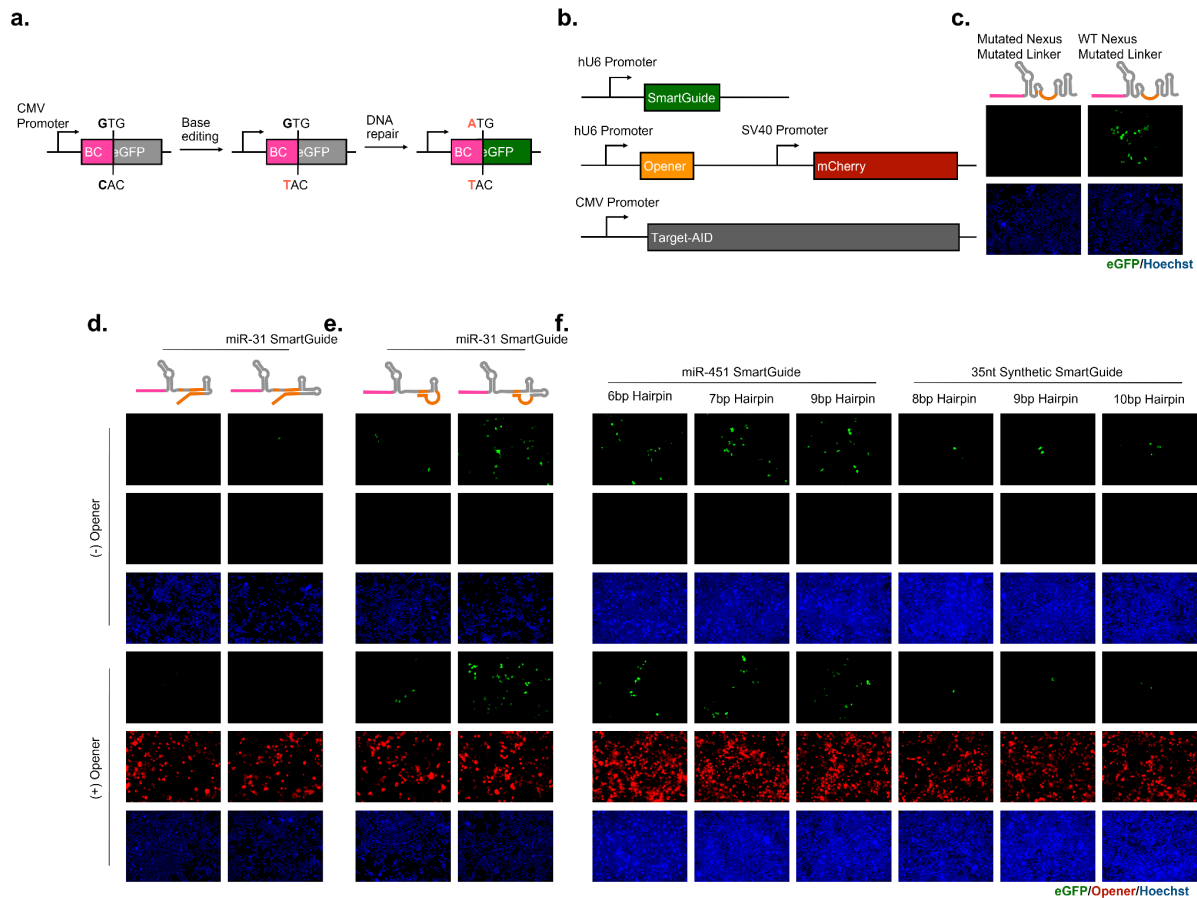 a.
CMV
Promoter
GTG
BC eGFP
CAC
Base
editing
GTG
BC eGFP
TAC
DNA
repair
ATG
BC eGFP
TAC
b.
hU6 Promoter
SmartGuide
hU6 Promoter
SV40 Promoter
Opener
mCherry
CMV Promoter
Target-AID
c.
Mutated Nexus
Mutated Linker
WT Nexus
Mutated Linker
eGFP/Hoechst
d.
miR-31 SmartGuide
e.
miR-31 SmartGuide
f.
miR-451 SmartGuide
35nt Synthetic SmartGuide
6bp Hairpin
7bp Hairpin
9bp Hairpin
8bp Hairpin
9bp Hairpin
10bp Hairpin
(-) Opener
(+) Opener
eGFP/Opener/Hoechst